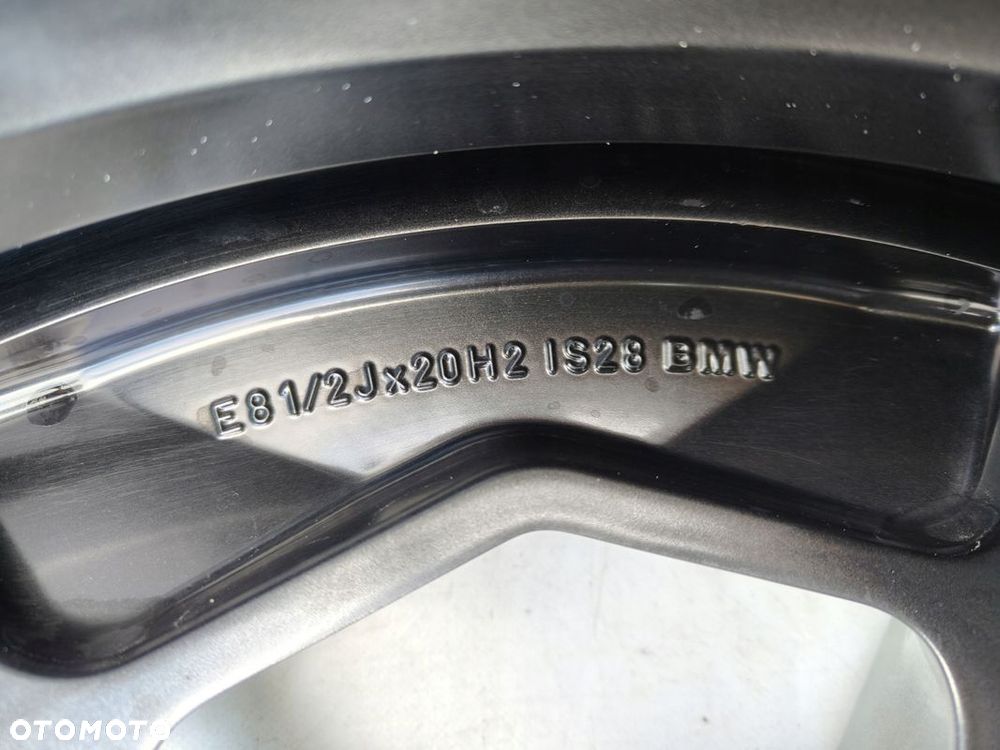 E81/2Jx20H2 IS28 BMW
OTOMOTO